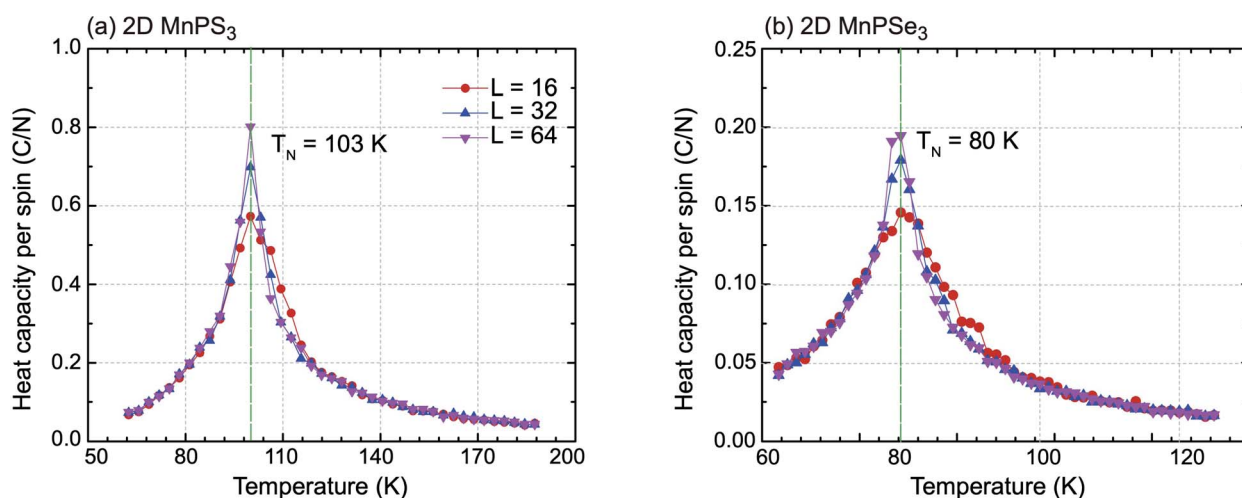 (a) 2D MnPS₃
1.0
0.8
0.6
0.4
0.2
0.0
Heat capacity per spin (C/N)
L = 16
L = 32
L = 64
T_N = 103 K
50 80 110 140 170 200
Temperature (K)
(b) 2D MnPSe₃
0.25
0.20
0.15
0.10
0.05
0.00
Heat capacity per spin (C/N)
T_N = 80 K
60 80 100 120
Temperature (K)